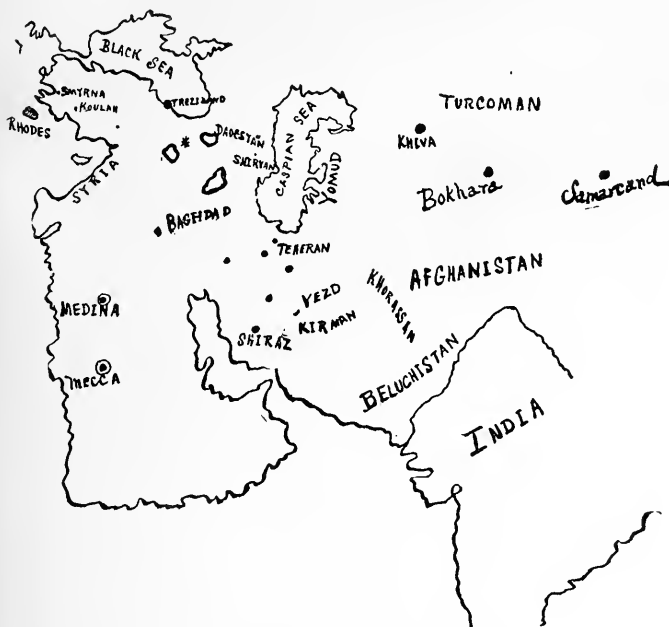 BLACK SEA
SMYRNA
KOULAH
TREZIBOND
RHODES
DAGESTAN
SHIRVAN
CASPIAN SEA
YOMUD
TURCOMAN
KHIVA
Bokhara
Samarcand
SYRIA
BAGHDAD
TEHERAN
AFGHANISTAN
KHORASSAN
MEDINA
YEZD
KIRMAN
SHIRAZ
MECCA
BELUCHISTAN
INDIA